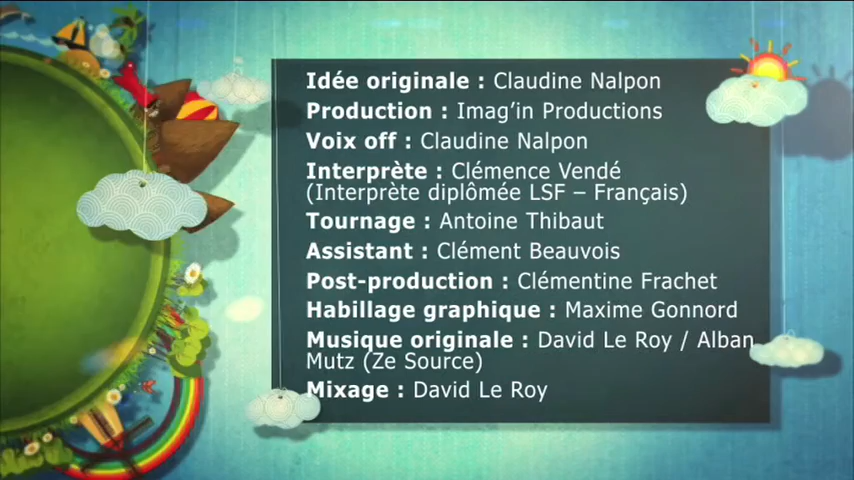 Idée originale : Claudine Nalpon
Production : Imag’in Productions
Voix off : Claudine Nalpon
Interprète : Clémence Vendé
(Interprète diplômée LSF – Français)
Tournage : Antoine Thibaut
Assistant : Clément Beauvois
Post-production : Clémentine Frachet
Habillage graphique : Maxime Gonnord
Musique originale : David Le Roy / Alban
Mutz (Ze Source)
Mixage : David Le Roy